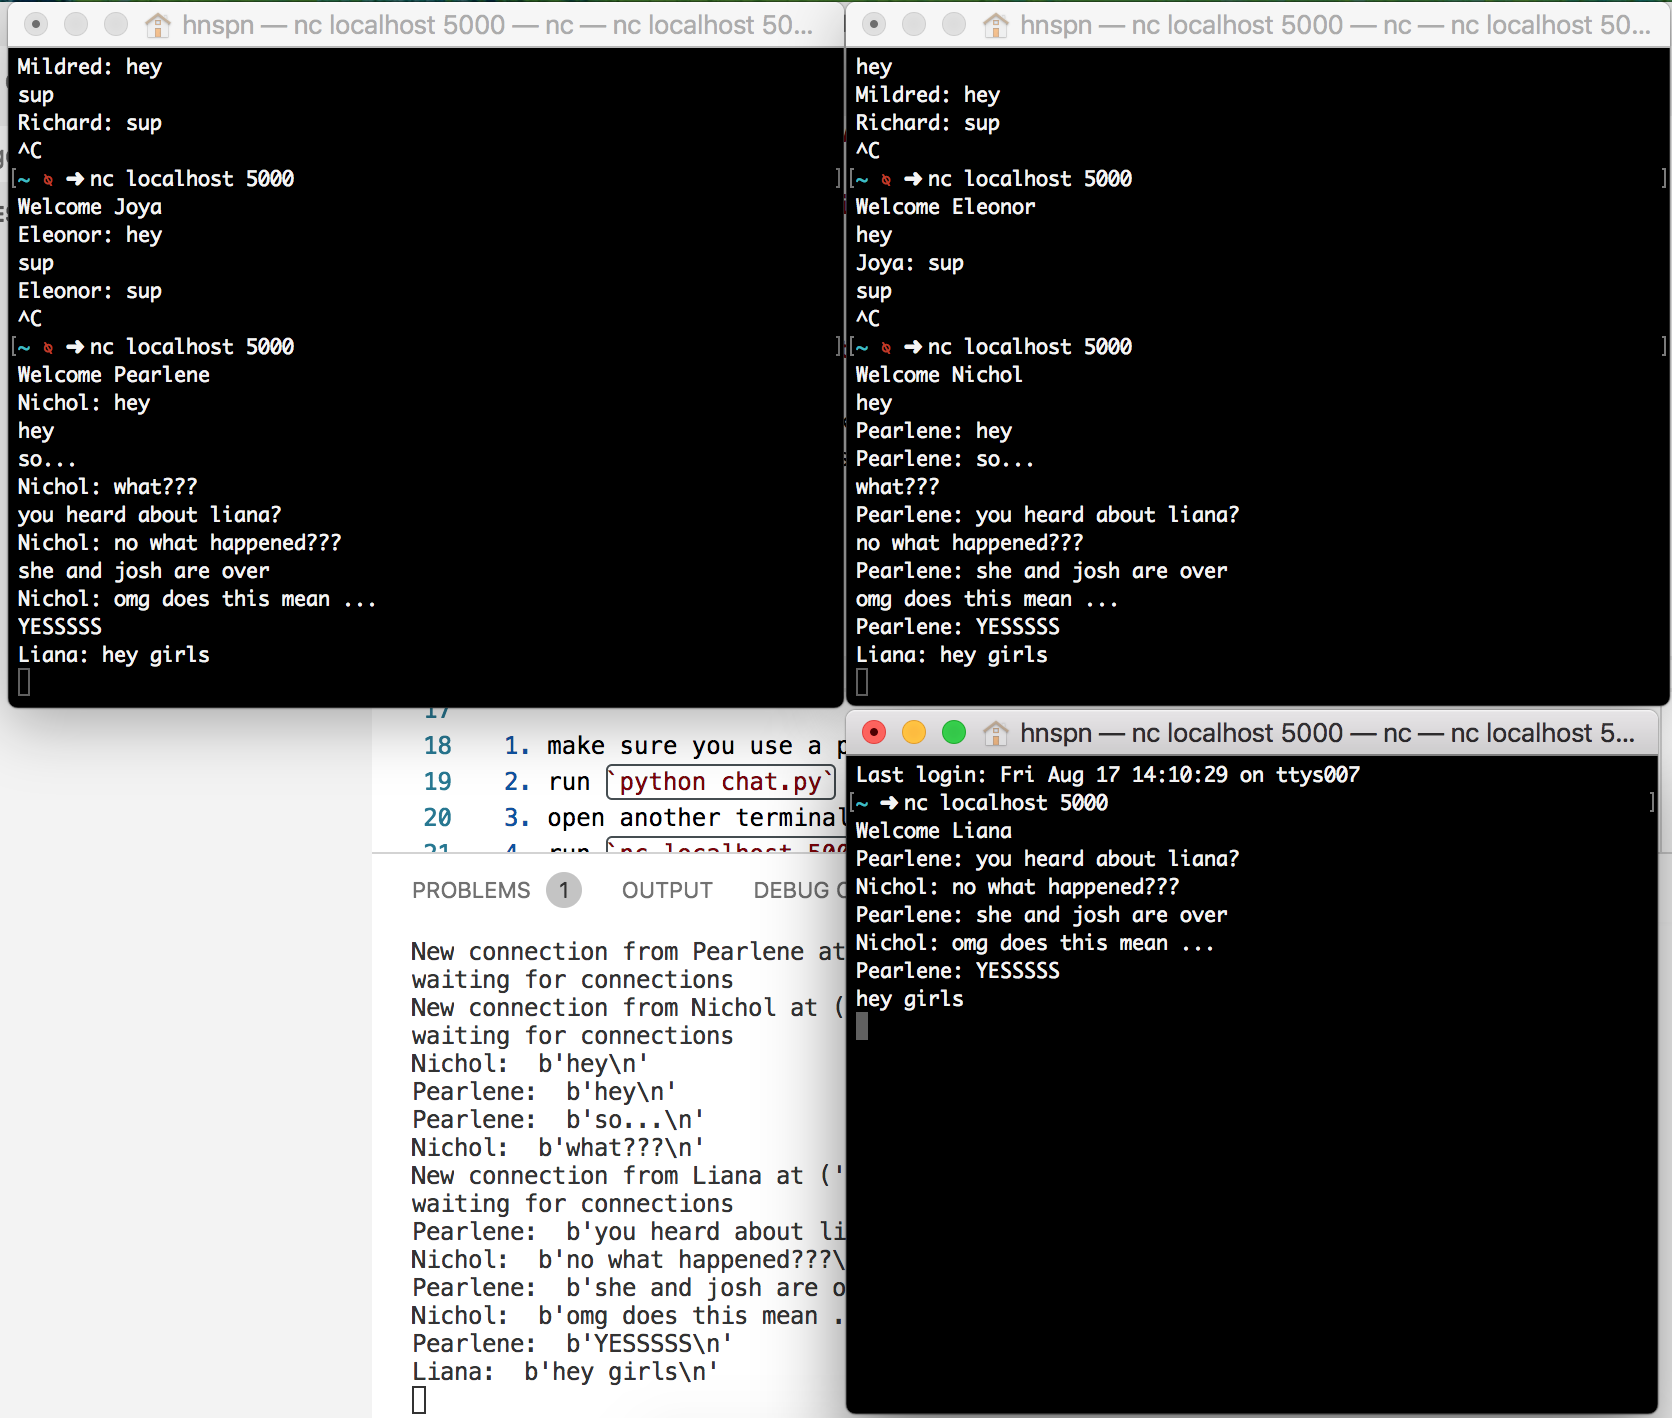 hnspn — nc localhost 5000 — nc — nc localhost 50...
Mildred: hey
sup
Richard: sup
^C
[~ ➜ nc localhost 5000 ]
Welcome Joya
Eleonor: hey
sup
Eleonor: sup
^C
[~ ➜ nc localhost 5000 ]
Welcome Pearlene
Nichol: hey
hey
so...
Nichol: what???
you heard about liana?
Nichol: no what happened???
she and josh are over
Nichol: omg does this mean ...
YESSSSS
Liana: hey girls
hnspn — nc localhost 5000 — nc — nc localhost 50...
hey
Mildred: hey
Richard: sup
^C
[~ ➜ nc localhost 5000 ]
Welcome Eleonor
hey
Joya: sup
sup
^C
[~ ➜ nc localhost 5000 ]
Welcome Nichol
hey
Pearlene: hey
Pearlene: so...
what???
Pearlene: you heard about liana?
no what happened???
Pearlene: she and josh are over
omg does this mean ...
Pearlene: YESSSSS
Liana: hey girls
17
18 1. make sure you use a p
19 2. run `python chat.py`
20 3. open another terminal
21 4. run `nc localhost 500
PROBLEMS 1 OUTPUT DEBUG
New connection from Pearlene at
waiting for connections
New connection from Nichol at (
waiting for connections
Nichol:  b'hey\n'
Pearlene:  b'hey\n'
Pearlene:  b'so...\n'
Nichol:  b'what???\n'
New connection from Liana at ('
waiting for connections
Pearlene:  b'you heard about li
Nichol:  b'no what happened???\
Pearlene:  b'she and josh are o
Nichol:  b'omg does this mean .
Pearlene:  b'YESSSSS\n'
Liana:  b'hey girls\n'
hnspn — nc localhost 5000 — nc — nc localhost 5...
Last login: Fri Aug 17 14:10:29 on ttys007
[~ ➜ nc localhost 5000 ]
Welcome Liana
Pearlene: you heard about liana?
Nichol: no what happened???
Pearlene: she and josh are over
Nichol: omg does this mean ...
Pearlene: YESSSSS
hey girls